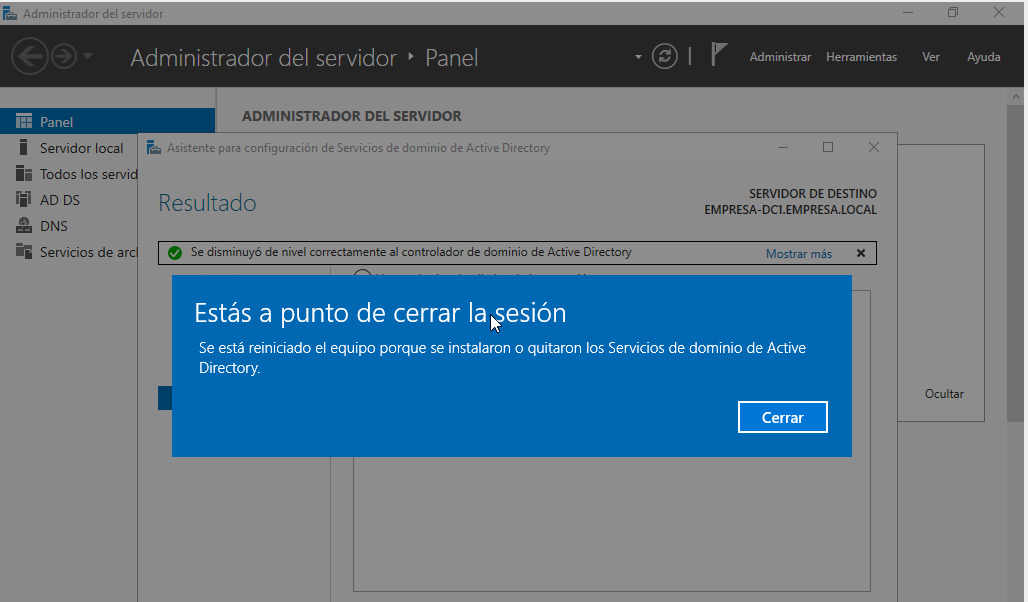 Administrador del servidor
Administrador del servidor ‣ Panel
Administrar Herramientas Ver Ayuda
Panel
Servidor local
Todos los servid
AD DS
DNS
Servicios de arcl
ADMINISTRADOR DEL SERVIDOR
Asistente para configuración de Servicios de dominio de Active Directory
Resultado
SERVIDOR DE DESTINO
EMPRESA-DC1.EMPRESA.LOCAL
Se disminuyó de nivel correctamente al controlador de dominio de Active Directory
Mostrar más
Estás a punto de cerrar la sesión
Se está reiniciado el equipo porque se instalaron o quitaron los Servicios de dominio de Active
Directory.
Cerrar
Ocultar